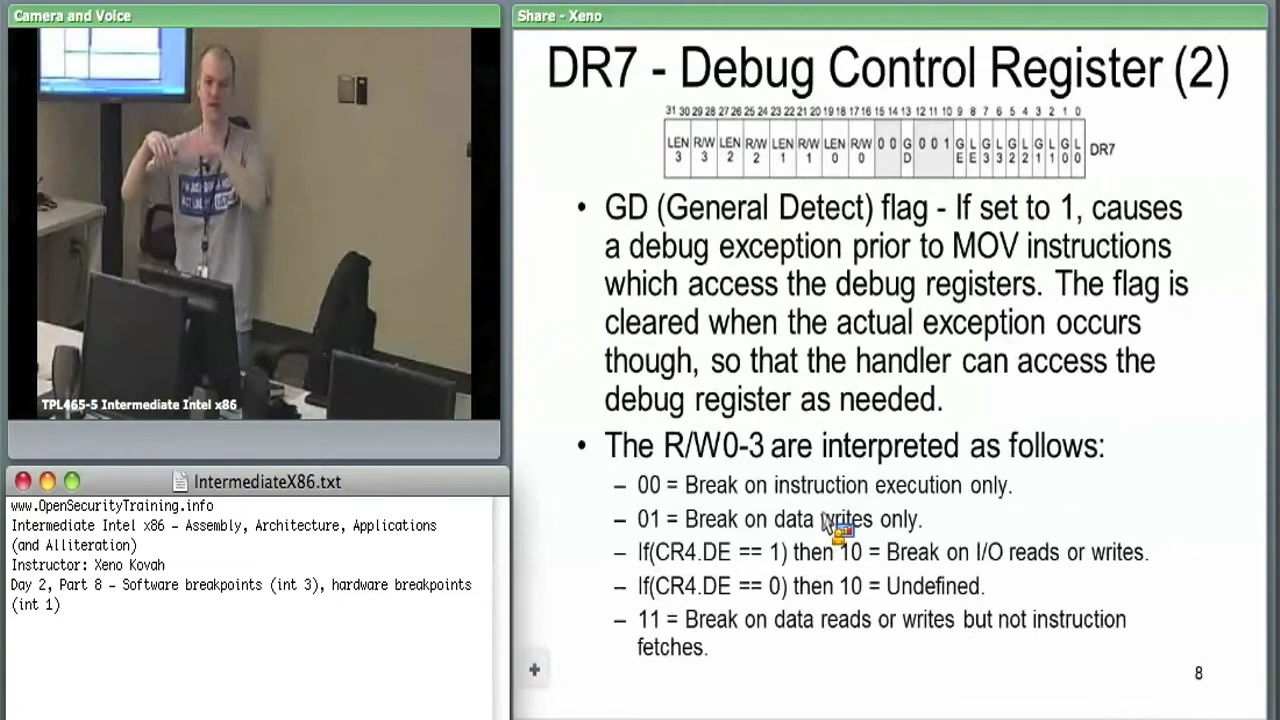 Camera and Voice
TPL465-5 Intermediate Intel x86
IntermediateX86.txt
www.OpenSecurityTraining.info
Intermediate Intel x86 – Assembly, Architecture, Applications
(and Alliteration)
Instructor: Xeno Kovah
Day 2, Part 8 – Software breakpoints (int 3), hardware breakpoints
(int 1)
Share - Xeno
DR7 - Debug Control Register (2)
31 30 29 28 27 26 25 24 23 22 21 20 19 18 17 16 15 14 13 12 11 10 9 8 7 6 5 4 3 2 1 0
LEN 3 R/W 3 LEN 2 R/W 2 LEN 1 R/W 1 LEN 0 R/W 0 0 0 G D 0 0 1 G E L E G 3 L 3 G 2 L 2 G 1 L 1 G 0 L 0 DR7
• GD (General Detect) flag - If set to 1, causes
a debug exception prior to MOV instructions
which access the debug registers. The flag is
cleared when the actual exception occurs
though, so that the handler can access the
debug register as needed.
• The R/W0-3 are interpreted as follows:
– 00 = Break on instruction execution only.
– 01 = Break on data writes only.
– If(CR4.DE == 1) then 10 = Break on I/O reads or writes.
– If(CR4.DE == 0) then 10 = Undefined.
– 11 = Break on data reads or writes but not instruction
fetches.
8